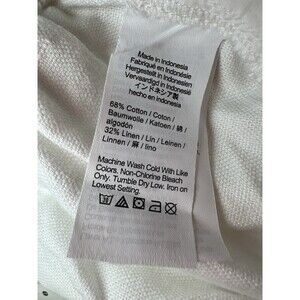 Made in Indonesia
Fabriqué en Indonésie
Hergestellt in Indonesien
Vervaardigd in Indonesië
インドネシア製
hecho en Indonesia
68% Cotton / Coton /
Baumwolle / Katoen / 綿 /
algodón
32% Linen / Lin / Leinen /
Linnen / 麻 / lino
Machine Wash Cold With Like
Colors. Non-Chlorine Bleach
Only. Tumble Dry Low. Iron on
Lowest Setting.